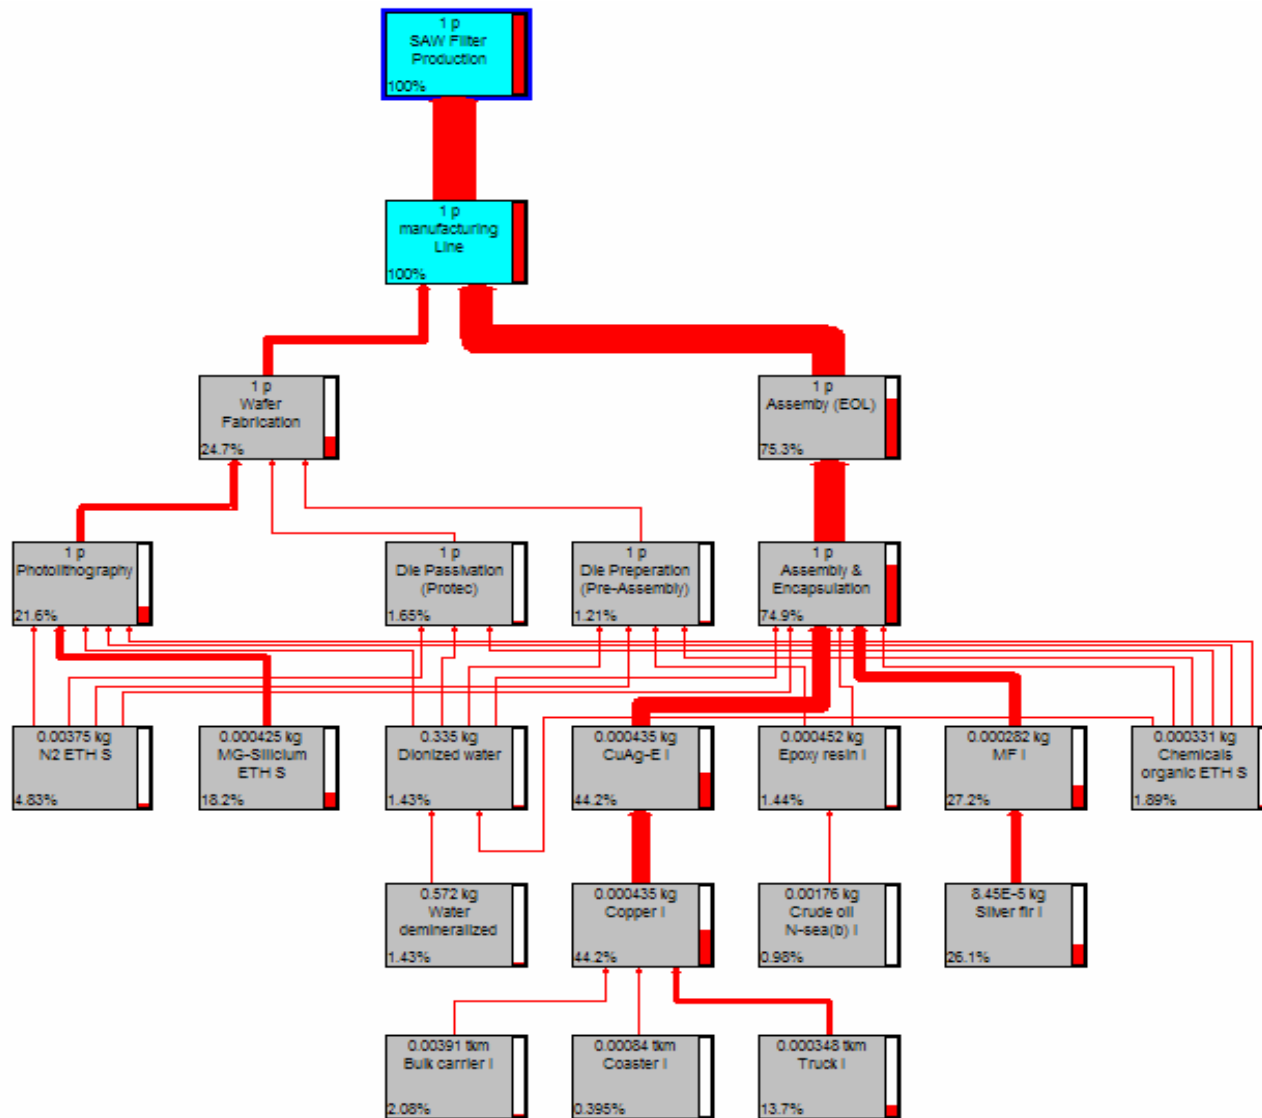 1 p
SAW Filter
Production
100%
1 p
manufacturing
Line
100%
1 p
Wafer
Fabrication
24.7%
1 p
Assemby (EOL)
75.3%
1 p
Photolithography
21.6%
1 p
Die Passivation
(Protec)
1.65%
1 p
Die Preperation
(Pre-Assembly)
1.21%
1 p
Assembly &
Encapsulation
74.9%
0.00375 kg
N2 ETH S
4.83%
0.000425 kg
MG-Silicium
ETH S
18.2%
0.335 kg
Dionized water
1.43%
0.000435 kg
CuAg-E I
44.2%
0.000452 kg
Epoxy resin I
1.44%
0.000282 kg
MF I
27.2%
0.000331 kg
Chemicals
organic ETH S
1.89%
0.572 kg
Water
demineralized
1.43%
0.000435 kg
Copper I
44.2%
0.00176 kg
Crude oil
N-sea(b) I
0.98%
8.45E-5 kg
Silver fir I
26.1%
0.00391 tkm
Bulk carrier I
2.08%
0.00084 tkm
Coaster I
0.395%
0.000348 tkm
Truck I
13.7%